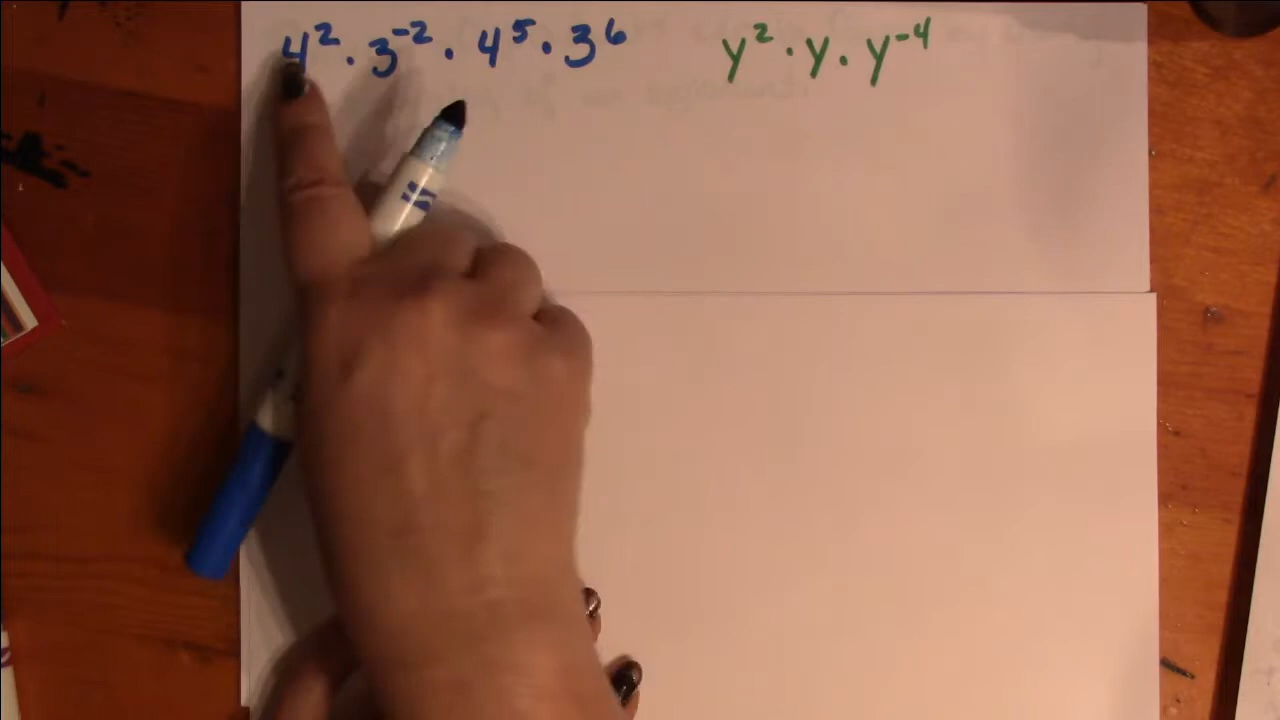 4² · 3⁻² · 4⁵ · 3⁶ y² · y · y⁻⁴